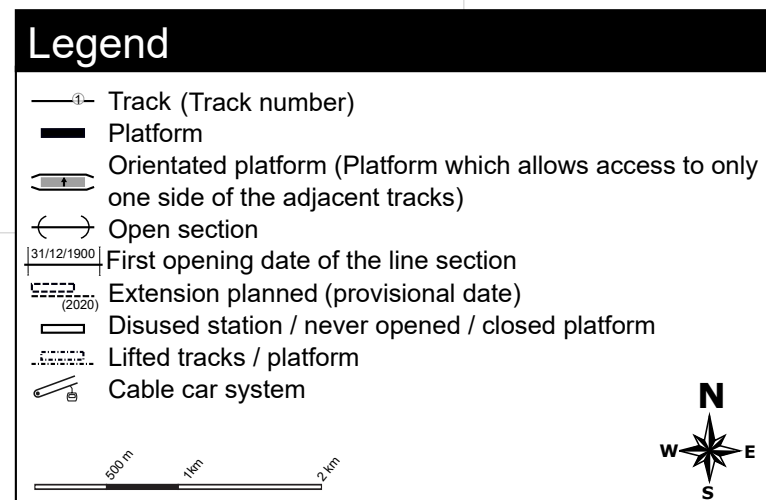 Legend
① Track (Track number)
Platform
Orientated platform (Platform which allows access to only
one side of the adjacent tracks)
Open section
31/12/1900 First opening date of the line section
(2020) Extension planned (provisional date)
Disused station / never opened / closed platform
Lifted tracks / platform
Cable car system
N
W E
S
500 m 1km 2 km